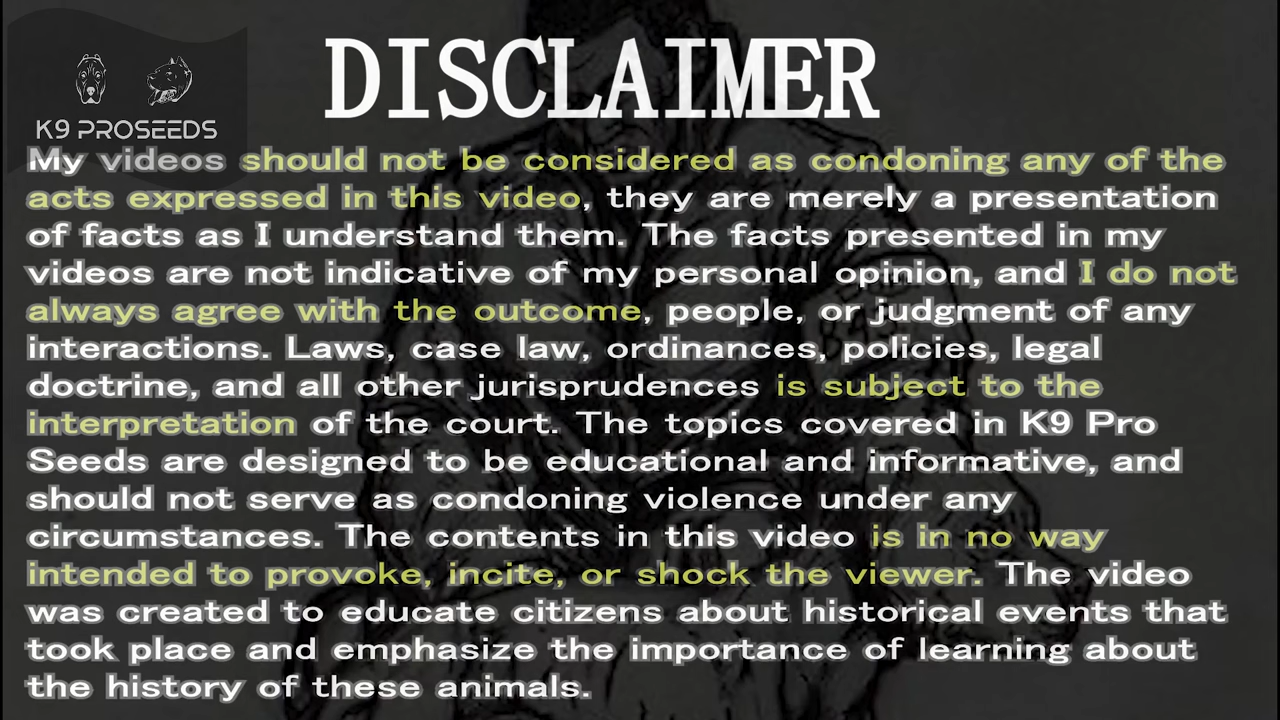 DISCLAIMER
K9 PROSEEDS
My videos should not be considered as condoning any of the
acts expressed in this video, they are merely a presentation
of facts as I understand them. The facts presented in my
videos are not indicative of my personal opinion, and I do not
always agree with the outcome, people, or judgment of any
interactions. Laws, case law, ordinances, policies, legal
doctrine, and all other jurisprudences is subject to the
interpretation of the court. The topics covered in K9 Pro
Seeds are designed to be educational and informative, and
should not serve as condoning violence under any
circumstances. The contents in this video is in no way
intended to provoke, incite, or shock the viewer. The video
was created to educate citizens about historical events that
took place and emphasize the importance of learning about
the history of these animals.